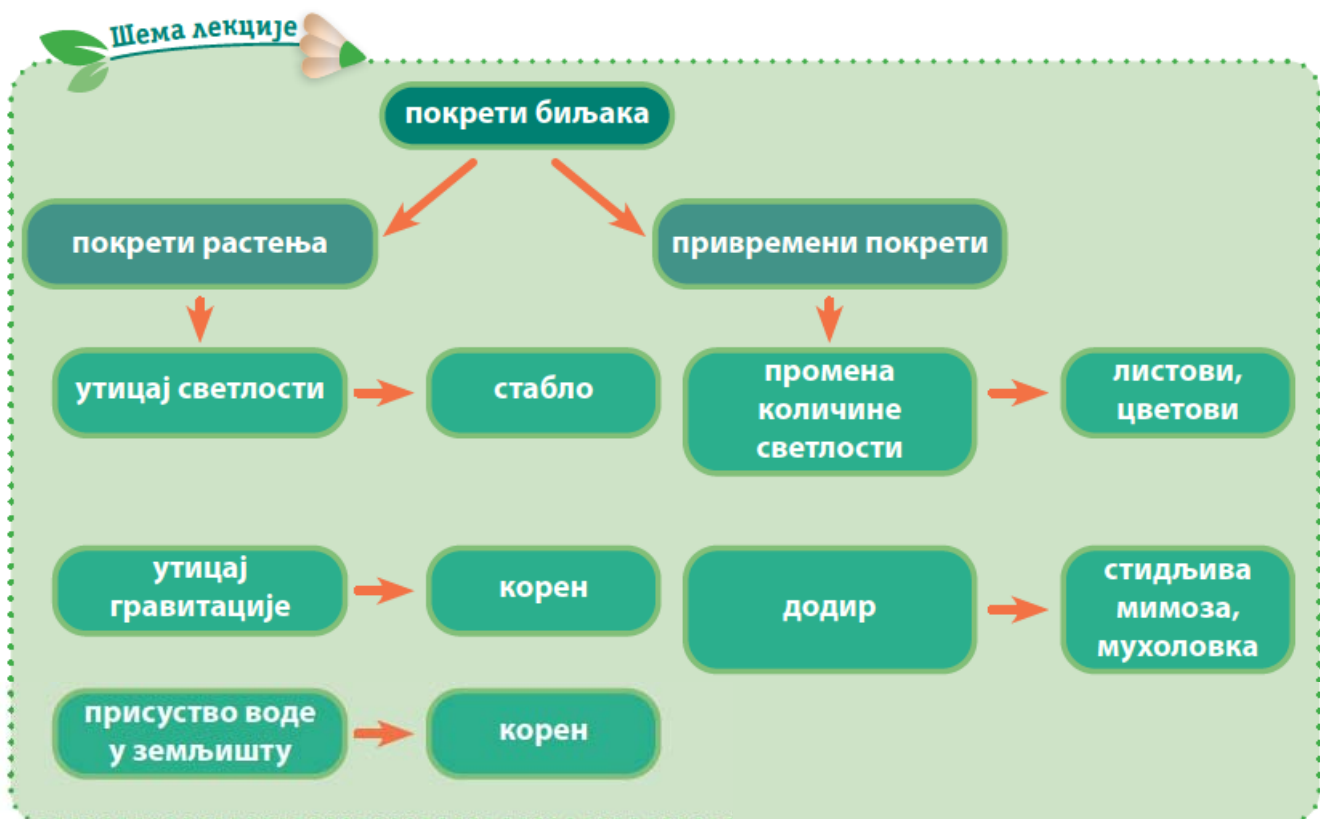 Шема лекције
покрети биљака
покрети растења
привремени покрети
утицај светлости
стабло
промена
количине
светлости
листови,
цветови
утицај
гравитације
корен
додир
стидљива
мимоза,
мухоловка
присуство воде
у земљишту
корен